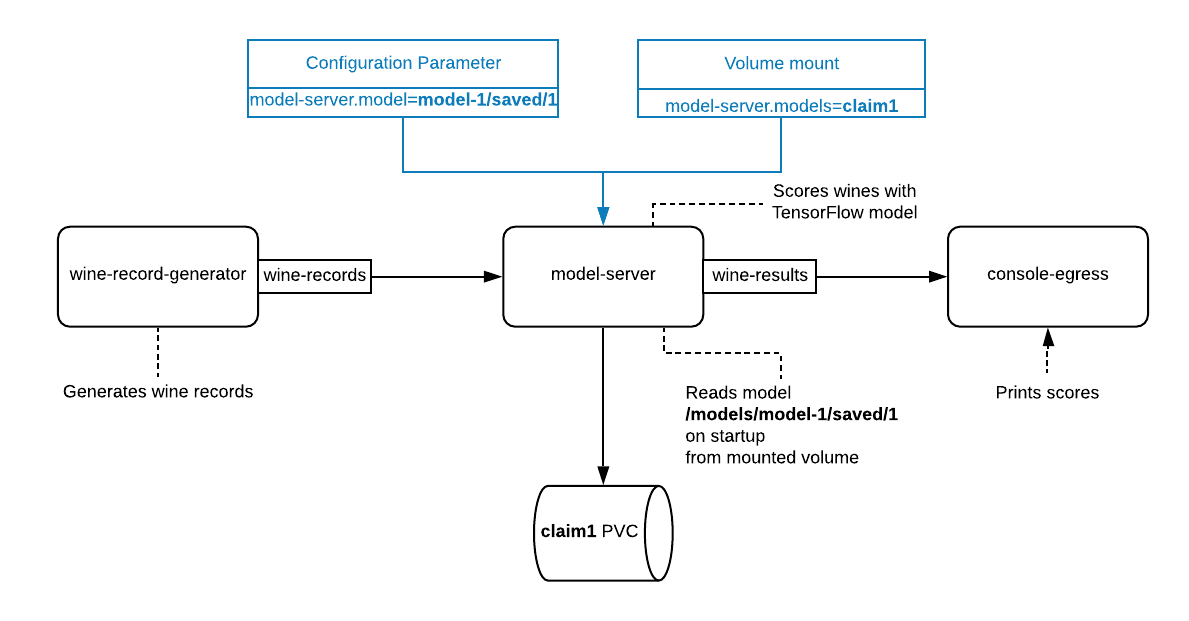 Configuration Parameter
model-server.model=model-1/saved/1
Volume mount
model-server.models=claim1
Scores wines with
TensorFlow model
wine-record-generator
wine-records
model-server
wine-results
console-egress
Generates wine records
Reads model
/models/model-1/saved/1
on startup
from mounted volume
Prints scores
claim1 PVC